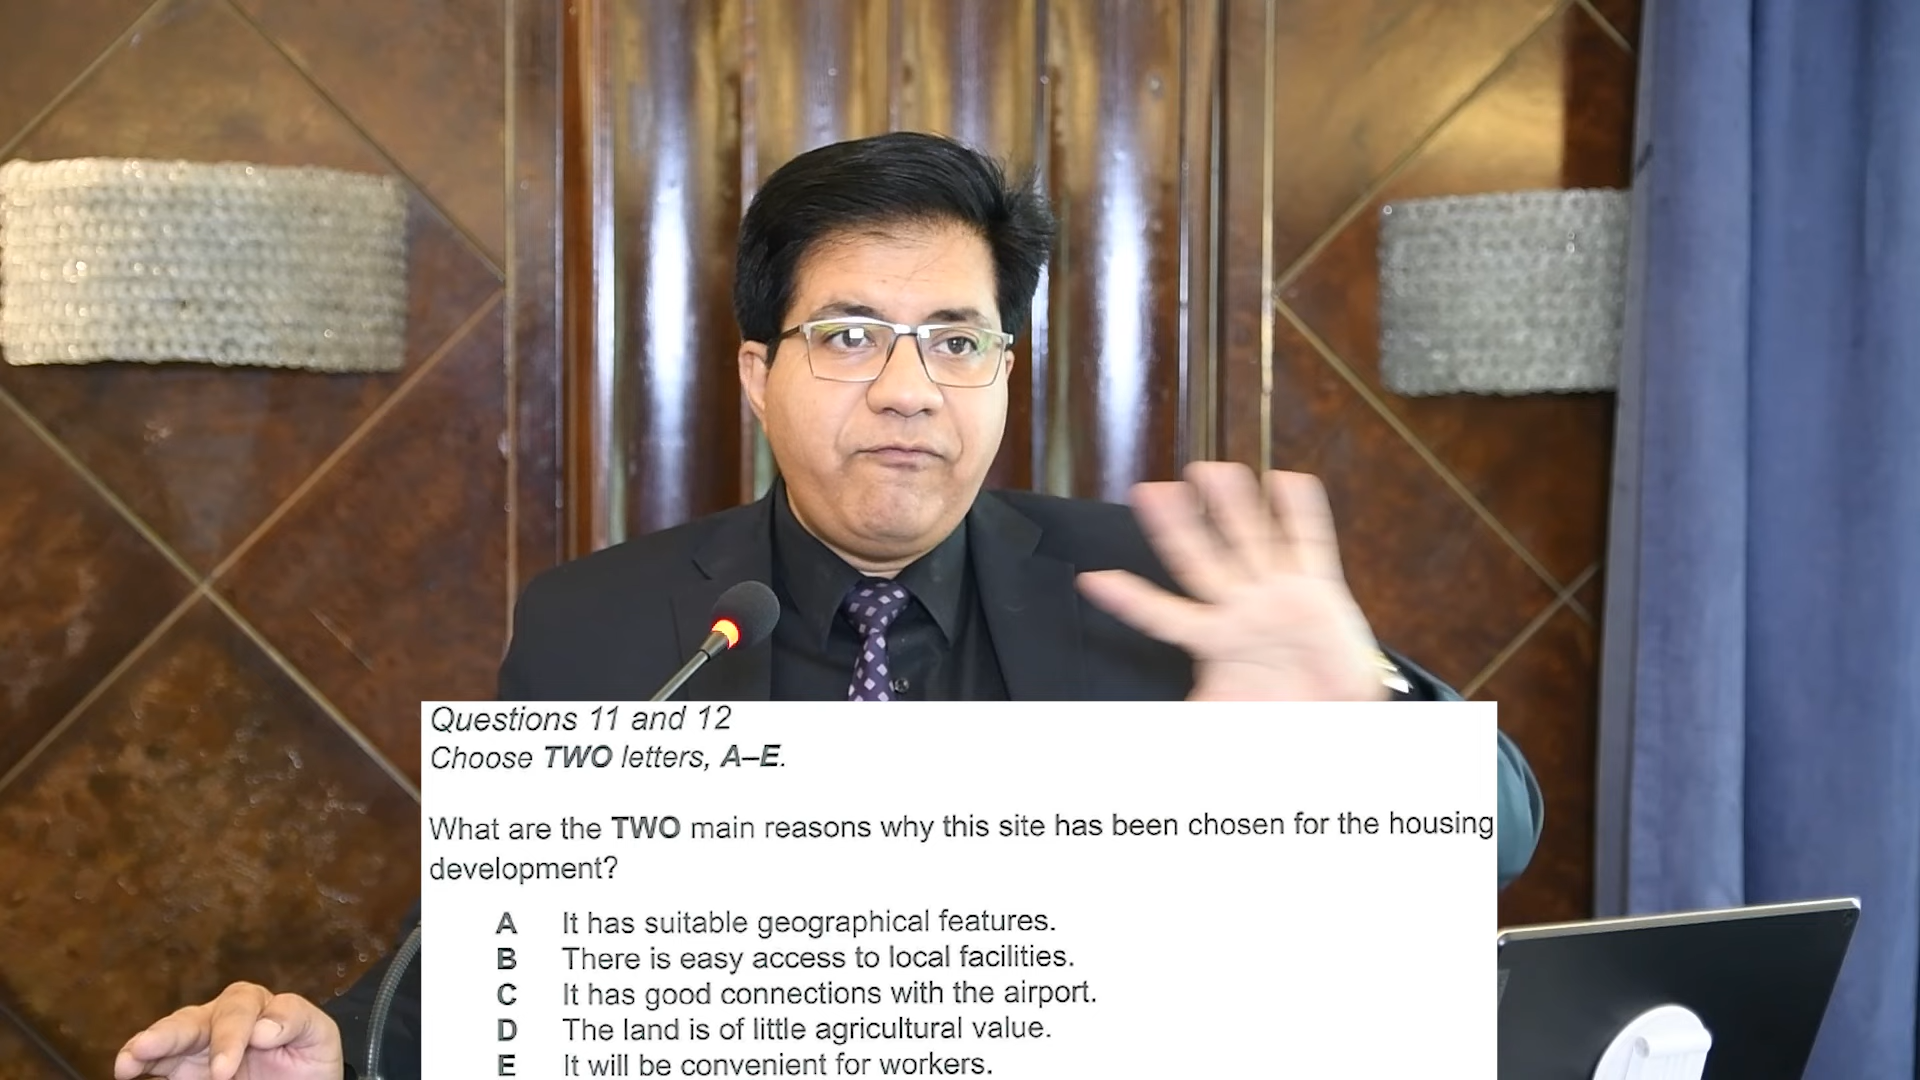 Questions 11 and 12
Choose TWO letters, A–E.
What are the TWO main reasons why this site has been chosen for the housing
development?
A It has suitable geographical features.
B There is easy access to local facilities.
C It has good connections with the airport.
D The land is of little agricultural value.
E It will be convenient for workers.